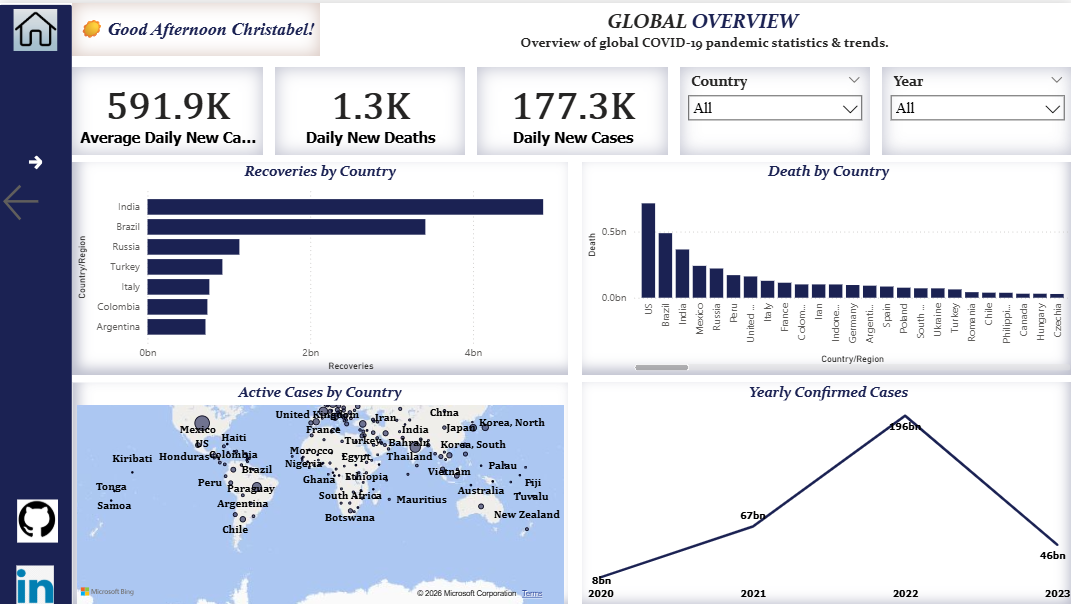 Good Afternoon Christabel!
GLOBAL OVERVIEW
Overview of global COVID-19 pandemic statistics & trends.
591.9K
Average Daily New Ca...
1.3K
Daily New Deaths
177.3K
Daily New Cases
Country
All
Year
All
Recoveries by Country
Country/Region
India
Brazil
Russia
Turkey
Italy
Colombia
Argentina
0bn 2bn 4bn
Recoveries
Death by Country
Death
0.5bn
0.0bn
US
Brazil
India
Mexico
Russia
Peru
United ...
Italy
France
Colom...
Iran
Indone...
Germany
Argenti...
Spain
Poland
South ...
Ukraine
Turkey
Romania
Chile
Philippi...
Canada
Hungary
Czechia
Country/Region
Active Cases by Country
United Kingdom
Iran
China
Mexico
France
India
Japan
Korea, North
US
Haiti
Turkey
Bahrain
Korea, South
Kiribati
Honduras
Colombia
Morocco
Egypt
Thailand
Brazil
Nigeria
Vietnam
Palau
Peru
Paraguay
Ghana
Ethiopia
Fiji
Tonga
South Africa
Mauritius
Australia
Tuvalu
Samoa
Argentina
Botswana
New Zealand
Chile
Microsoft Bing
© 2026 Microsoft Corporation Terms
Yearly Confirmed Cases
196bn
67bn
46bn
8bn
2020 2021 2022 2023
in